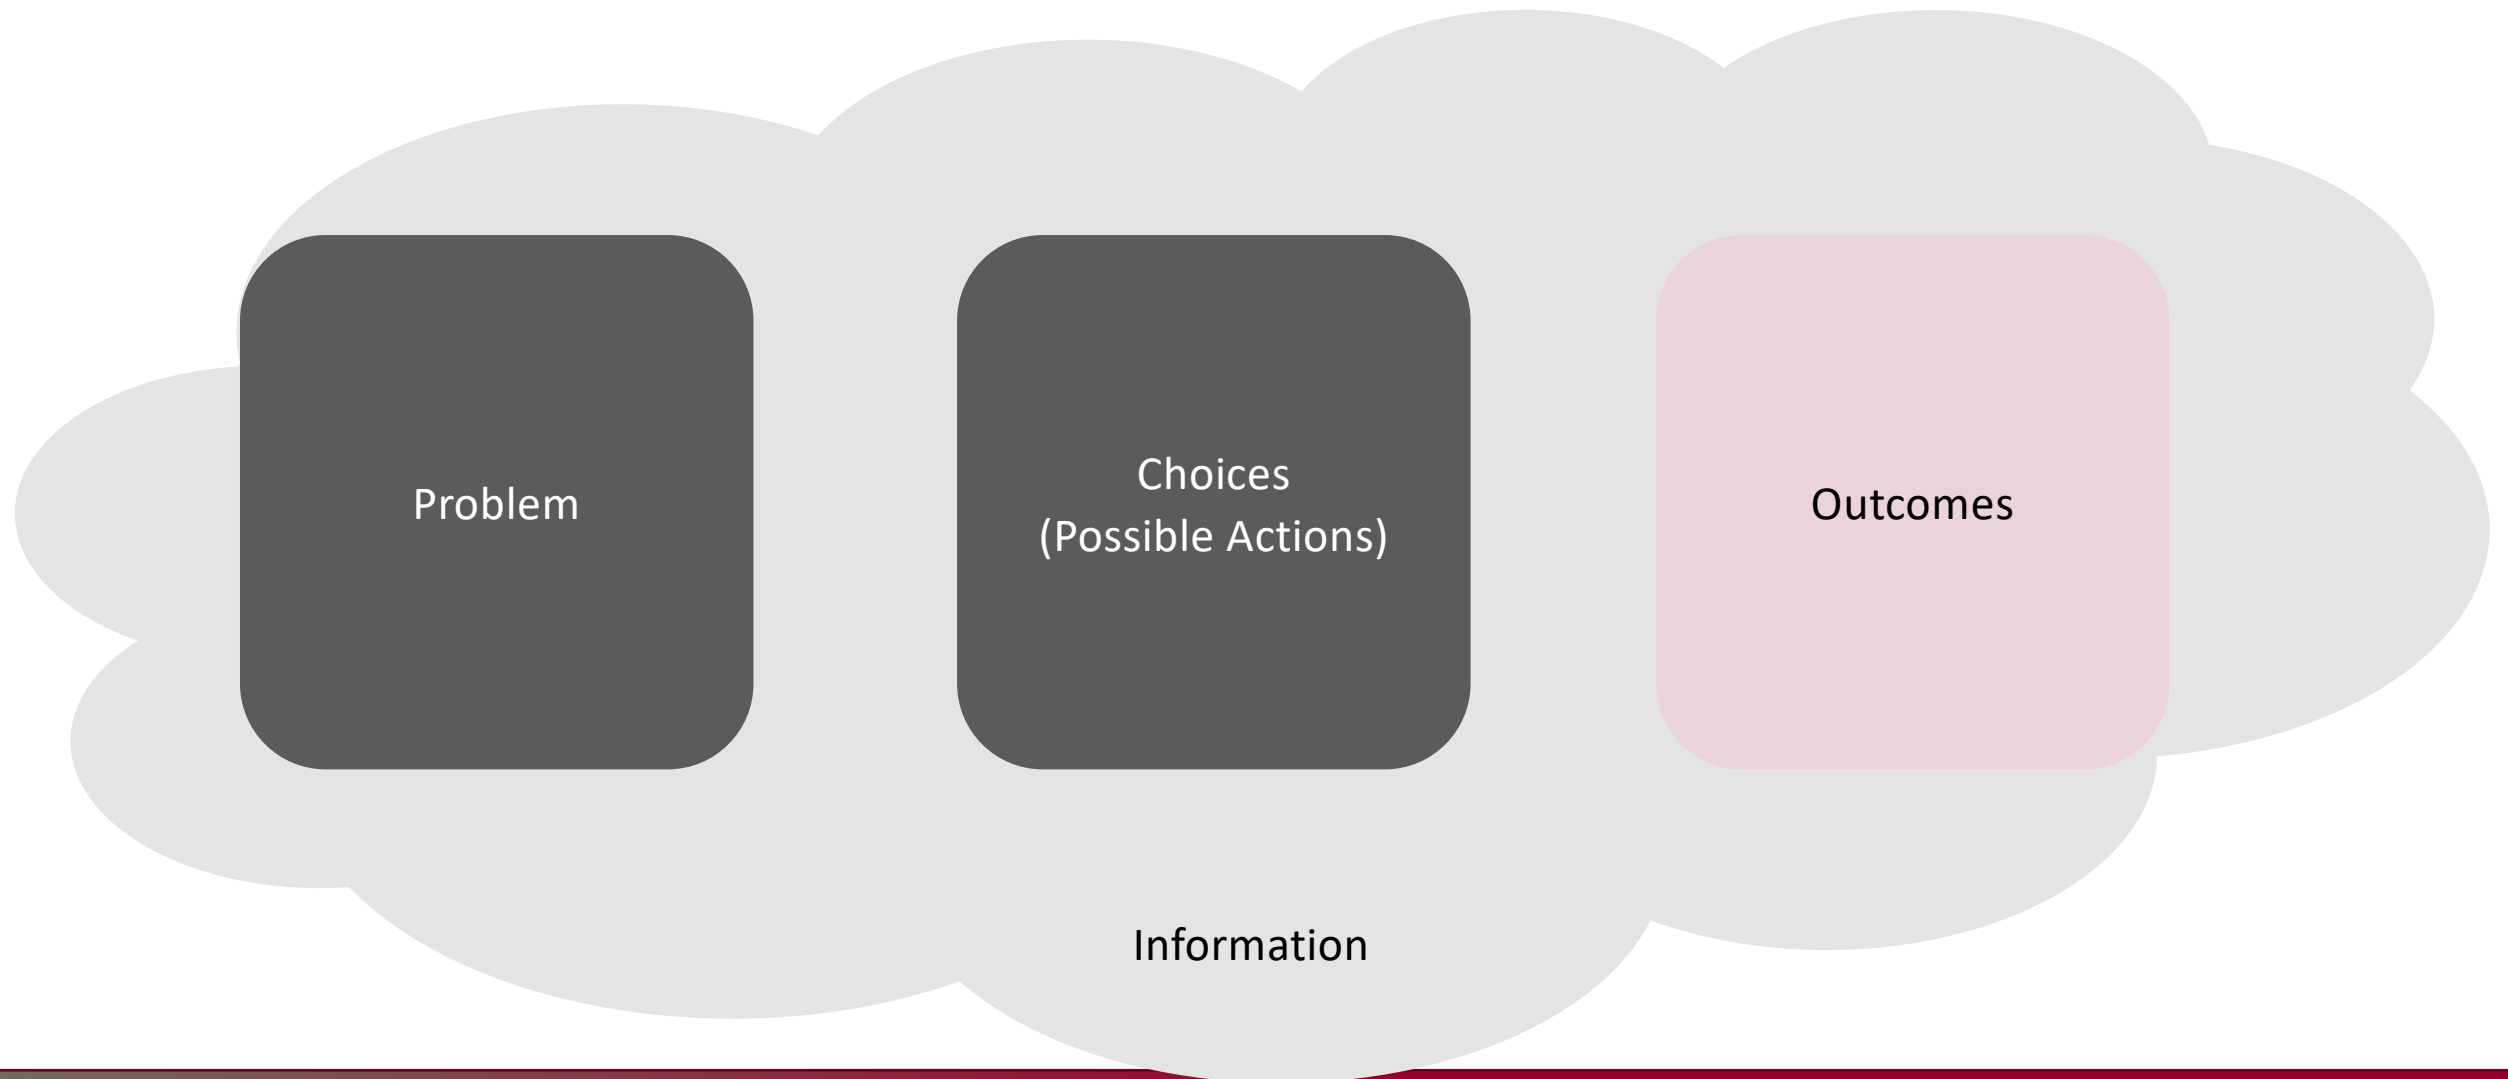 Problem
Choices
(Possible Actions)
Outcomes
Information